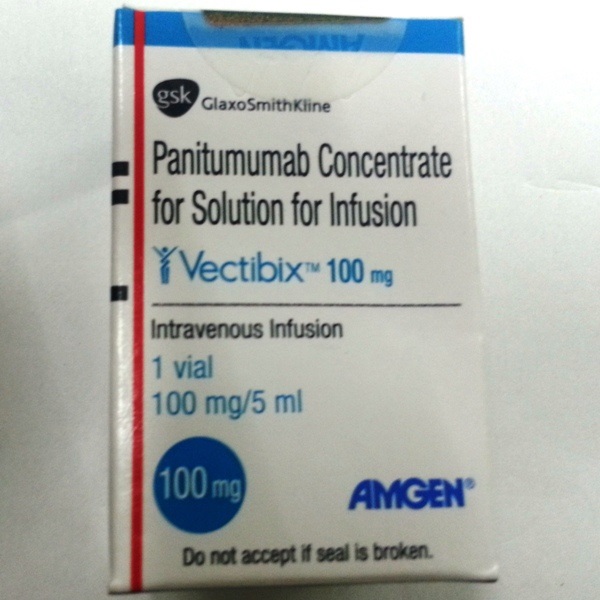 AMGEN
gsk GlaxoSmithKline
Panitumumab Concentrate
for Solution for Infusion
Vectibix™ 100 mg
Intravenous Infusion
1 vial
100 mg/5 ml
100 mg
AMGEN®
Do not accept if seal is broken.